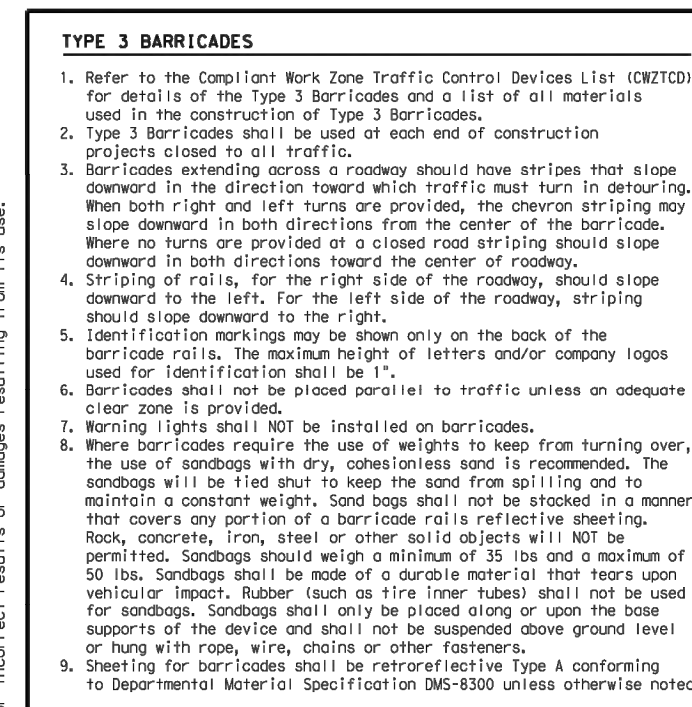 TYPE 3 BARRICADES
1. Refer to the Compliant Work Zone Traffic Control Devices List (CWZTCD)
for details of the Type 3 Barricades and a list of all materials
used in the construction of Type 3 Barricades.
2. Type 3 Barricades shall be used at each end of construction
projects closed to all traffic.
3. Barricades extending across a roadway should have stripes that slope
downward in the direction toward which traffic must turn in detouring.
When both right and left turns are provided, the chevron striping may
slope downward in both directions from the center of the barricade.
Where no turns are provided at a closed road striping should slope
downward in both directions toward the center of roadway.
4. Striping of rails, for the right side of the roadway, should slope
downward to the left. For the left side of the roadway, striping
should slope downward to the right.
5. Identification markings may be shown only on the back of the
barricade rails. The maximum height of letters and/or company logos
used for identification shall be 1".
6. Barricades shall not be placed parallel to traffic unless an adequate
clear zone is provided.
7. Warning lights shall NOT be installed on barricades.
8. Where barricades require the use of weights to keep from turning over,
the use of sandbags with dry, cohesionless sand is recommended. The
sandbags will be tied shut to keep the sand from spilling and to
maintain a constant weight. Sand bags shall not be stacked in a manner
that covers any portion of a barricade rails reflective sheeting.
Rock, concrete, iron, steel or other solid objects will NOT be
permitted. Sandbags should weigh a minimum of 35 lbs and a maximum of
50 lbs. Sandbags shall be made of a durable material that tears upon
vehicular impact. Rubber (such as tire inner tubes) shall not be used
for sandbags. Sandbags shall only be placed along or upon the base
supports of the device and shall not be suspended above ground level
or hung with rope, wire, chains or other fasteners.
9. Sheeting for barricades shall be retroreflective Type A conforming
to Departmental Material Specification DMS-8300 unless otherwise noted
incorrect results or damages resulting from its use.